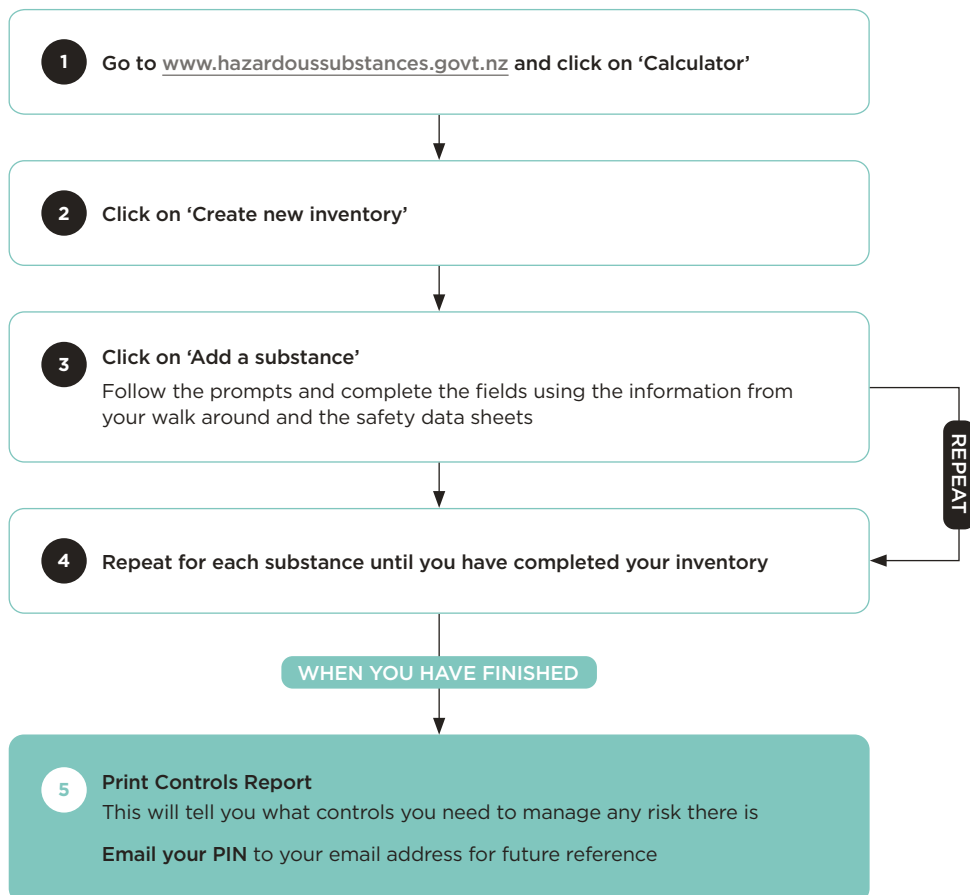 1
Go to www.hazardoussubstances.govt.nz and click on ‘Calculator’
2
Click on ‘Create new inventory’
3
Click on ‘Add a substance’
Follow the prompts and complete the fields using the information from
your walk around and the safety data sheets
REPEAT
4
Repeat for each substance until you have completed your inventory
WHEN YOU HAVE FINISHED
5
Print Controls Report
This will tell you what controls you need to manage any risk there is
Email your PIN to your email address for future reference